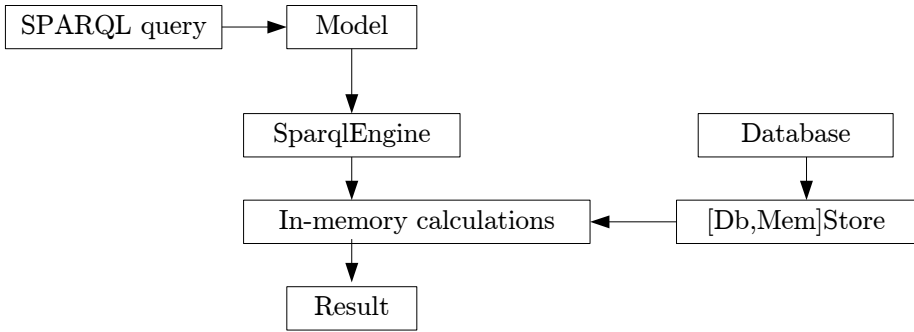 SPARQL query
Model
SparqlEngine
Database
In-memory calculations
[Db,Mem]Store
Result